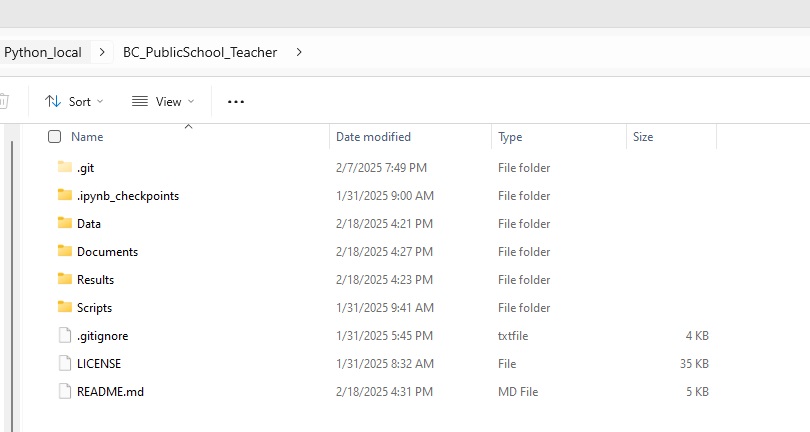 Python_local > BC_PublicSchool_Teacher >
Sort View ...
Name Date modified Type Size
.git 2/7/2025 7:49 PM File folder
.ipynb_checkpoints 1/31/2025 9:00 AM File folder
Data 2/18/2025 4:21 PM File folder
Documents 2/18/2025 4:27 PM File folder
Results 2/18/2025 4:23 PM File folder
Scripts 1/31/2025 9:41 AM File folder
.gitignore 1/31/2025 5:45 PM txtfile 4 KB
LICENSE 1/31/2025 8:32 AM File 35 KB
README.md 2/18/2025 4:31 PM MD File 5 KB